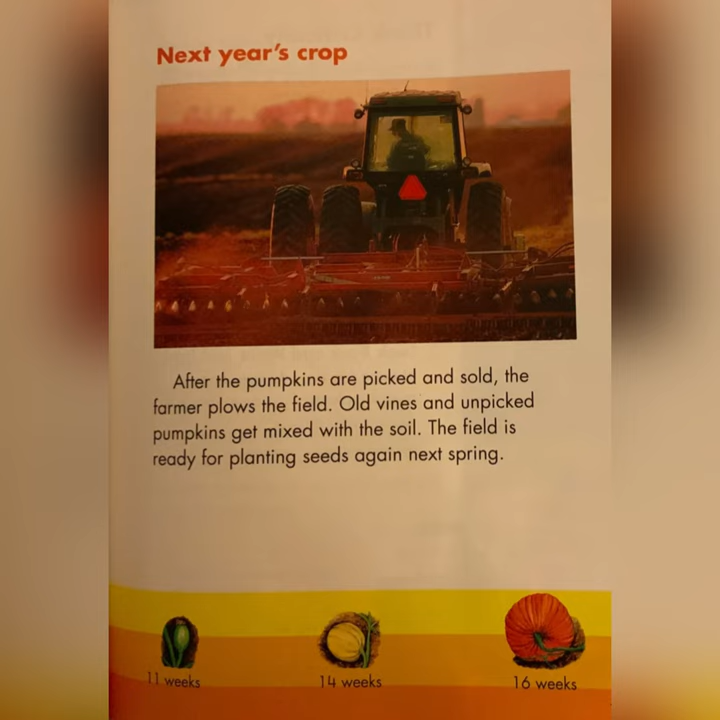 Next year's crop
After the pumpkins are picked and sold, the
farmer plows the field. Old vines and unpicked
pumpkins get mixed with the soil. The field is
ready for planting seeds again next spring.
11 weeks
14 weeks
16 weeks